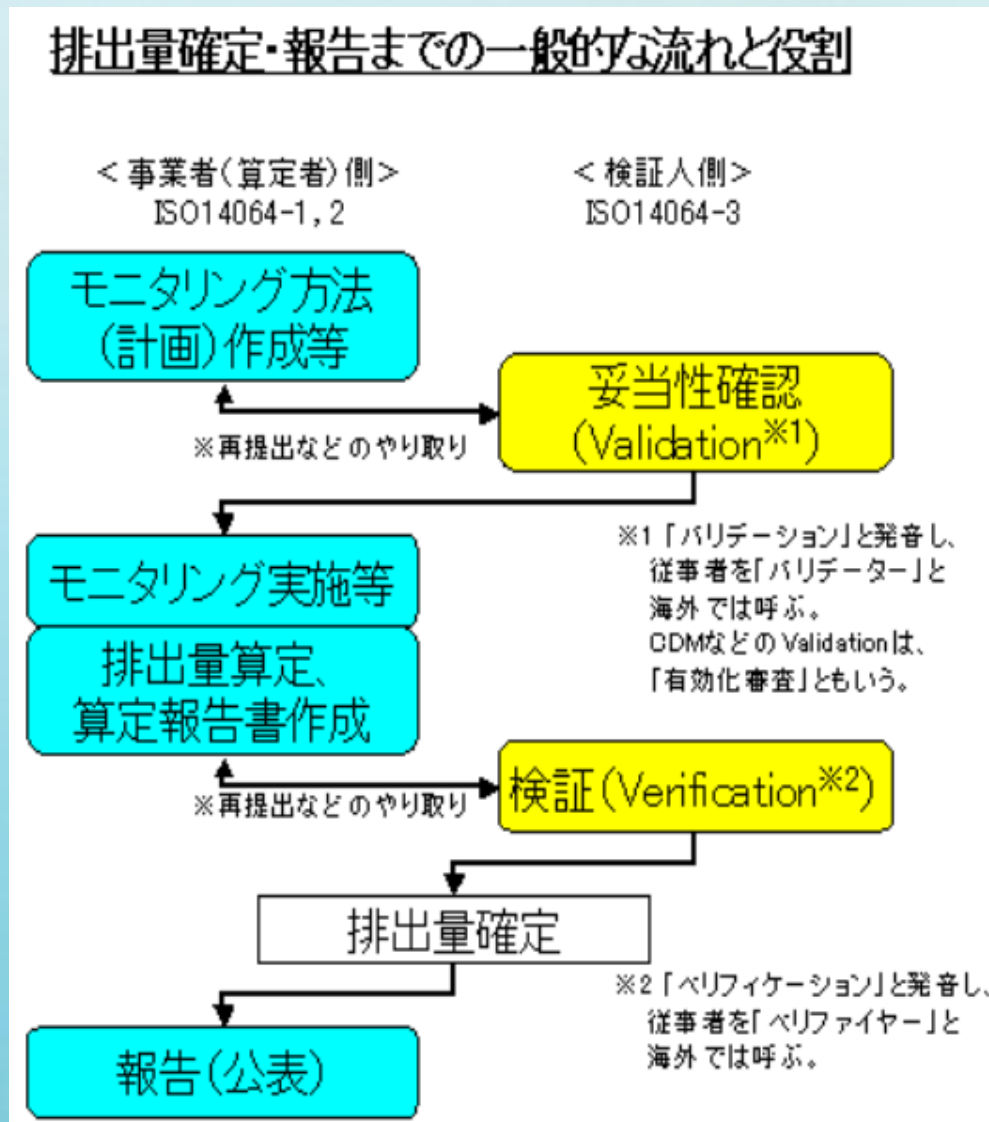 排出量確定・報告までの一般的な流れと役割
＜事業者(算定者)側＞
ISO14064-1,2
＜検証人側＞
ISO14064-3
モニタリング方法
(計画)作成等
妥当性確認
(Validation※1)
※再提出などのやり取り
モニタリング実施等
※1「バリデーション」と発音し、
従事者を「バリデーター」と
海外では呼ぶ。
CDMなどのValidationは、
「有効化審査」ともいう。
排出量算定、
算定報告書作成
検証(Verification※2)
※再提出などのやり取り
排出量確定
※2「ベリフィケーション」と発音し、
従事者を「ベリファイヤー」と
海外では呼ぶ。
報告(公表)